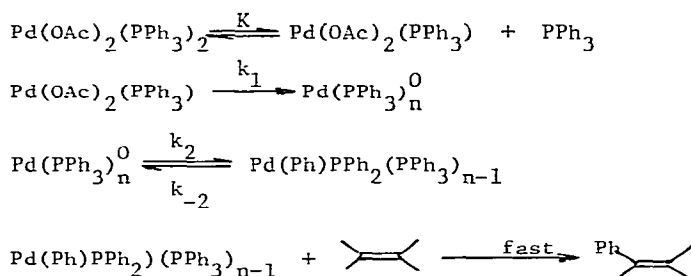 K
Pd(OAc)2(PPh3)2 ⇌ Pd(OAc)2(PPh3) + PPh3
k1
Pd(OAc)2(PPh3) → Pd(PPh3)n0
k2
Pd(PPh3)n0 ⇌ Pd(Ph)PPh2(PPh3)n-1
k-2
Pd(Ph)PPh2)(PPh3)n-1 + fast → Ph